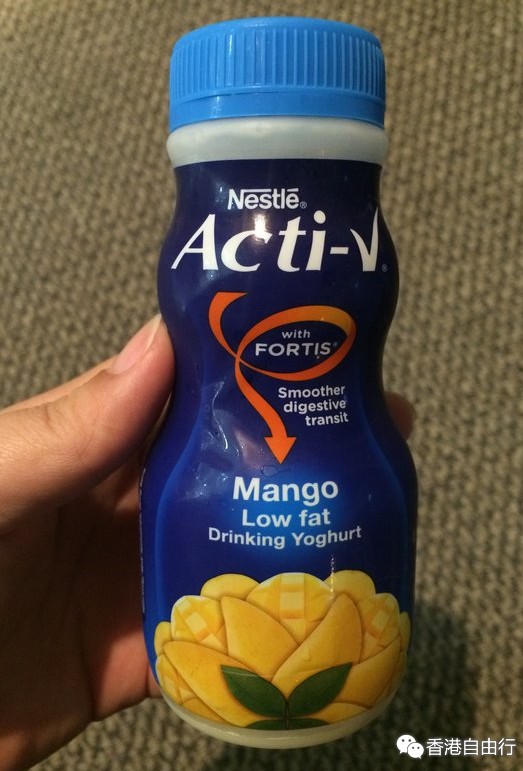 Nestlé®
Acti-V®
with
FORTIS®
Smoother
digestive
transit
Mango
Low fat
Drinking Yoghurt
香港自由行